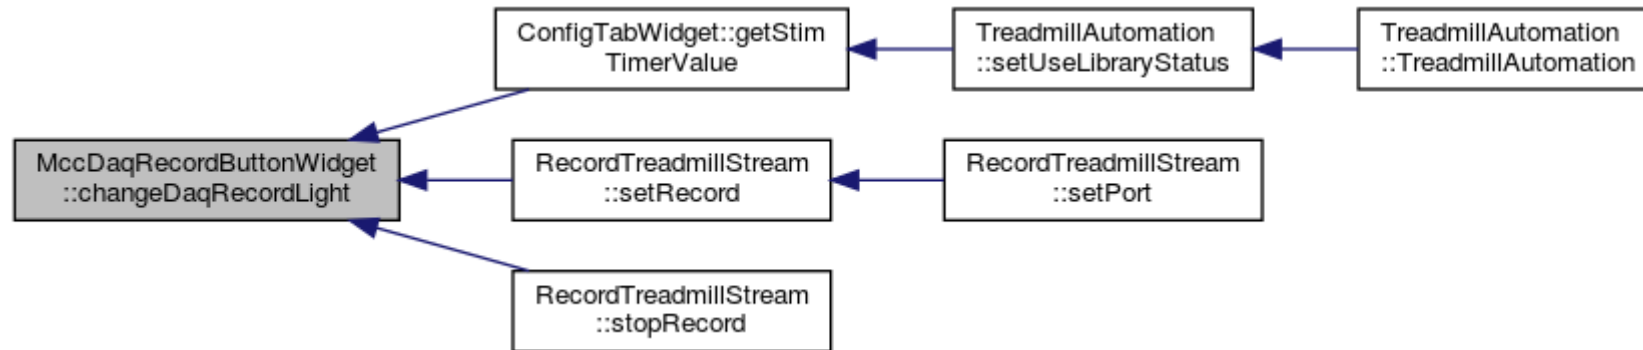 ConfigTabWidget::getStim
TimerValue
TreadmillAutomation
::setUseLibraryStatus
TreadmillAutomation
::TreadmillAutomation
MccDaqRecordButtonWidget
::changeDaqRecordLight
RecordTreadmillStream
::setRecord
RecordTreadmillStream
::setPort
RecordTreadmillStream
::stopRecord